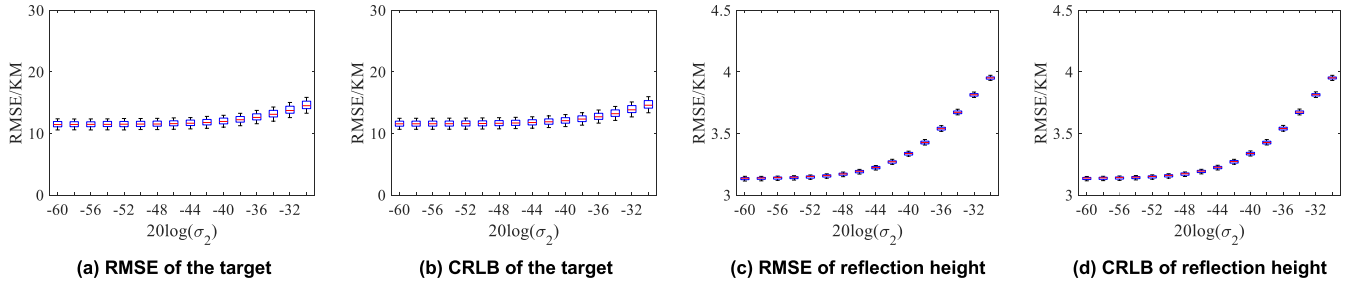 30
20
10
0
RMSE/KM
-60 -56 -52 -48 -44 -40 -36 -32
20log(σ2)
(a) RMSE of the target
30
20
10
0
RMSE/KM
-60 -56 -52 -48 -44 -40 -36 -32
20log(σ2)
(b) CRLB of the target
4.5
4
3.5
3
RMSE/KM
-60 -56 -52 -48 -44 -40 -36 -32
20log(σ2)
(c) RMSE of reflection height
4.5
4
3.5
3
RMSE/KM
-60 -56 -52 -48 -44 -40 -36 -32
20log(σ2)
(d) CRLB of reflection height